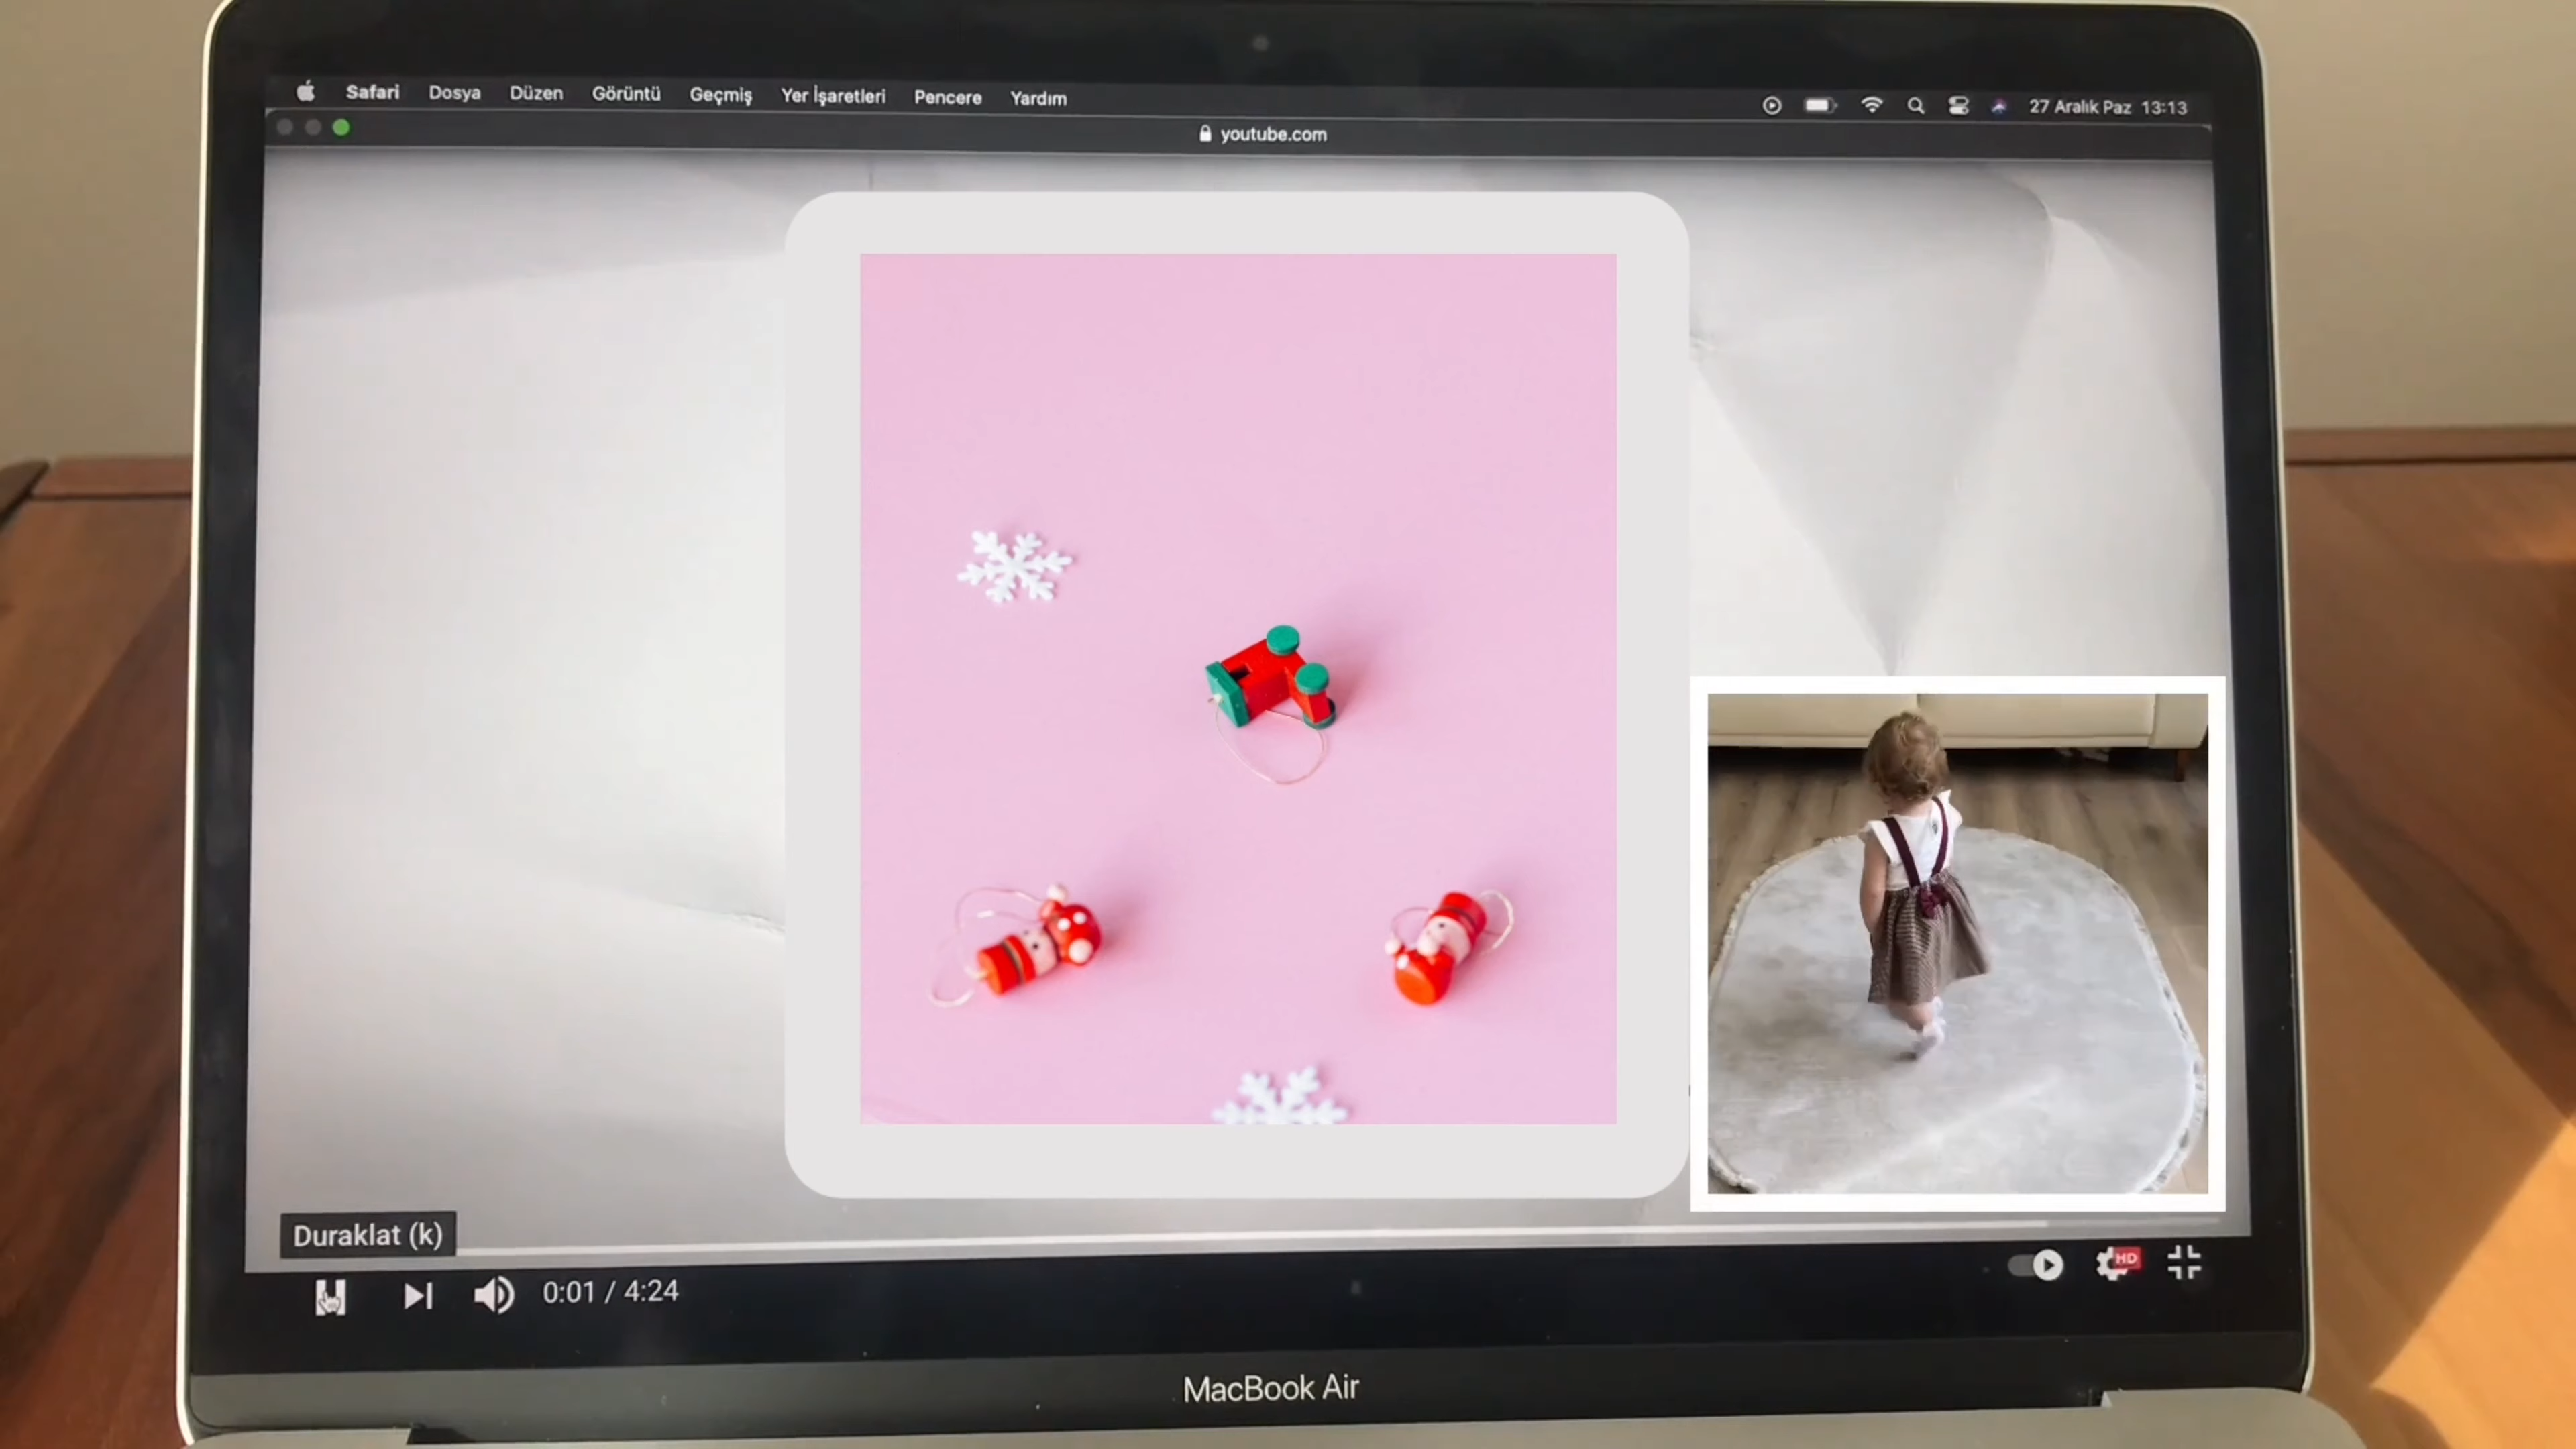 Safari Dosya Düzen Görüntü Geçmiş Yer İşaretleri Pencere Yardım 27 Aralık Paz 13:13
youtube.com
Duraklat (k)
0:01 / 4:24
HD
MacBook Air